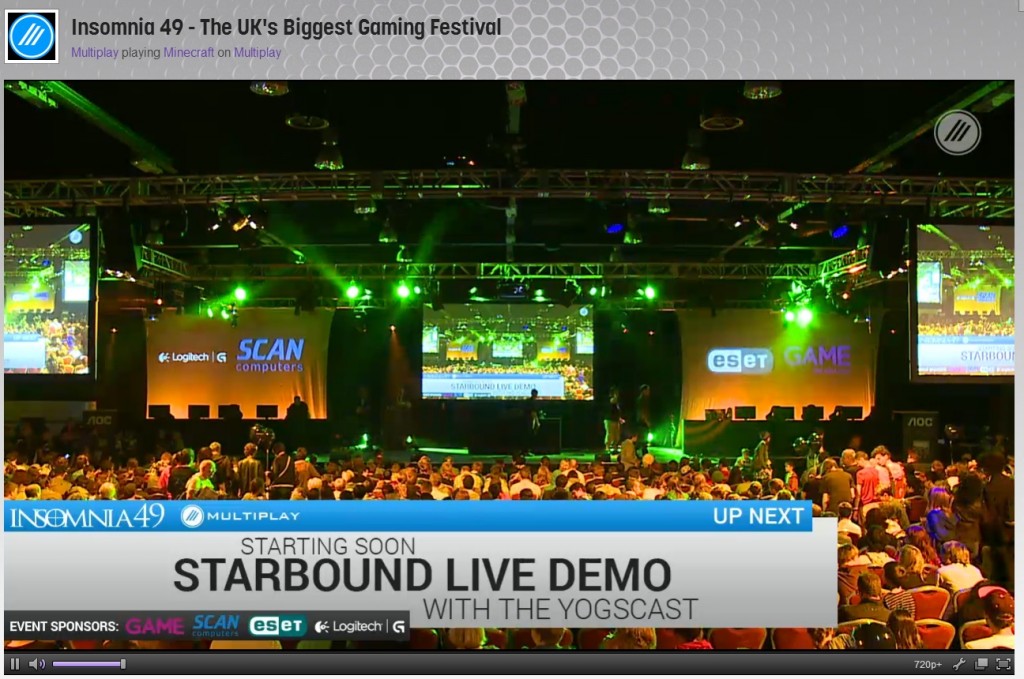 Insomnia 49 - The UK's Biggest Gaming Festival
Multiplay playing Minecraft on Multiplay
Logitech | G
SCAN
computers
eseT
GAME
STARBOUND LIVE DEMO
STARBOUN
AOC
AOC
INSOMNIA49 MULTIPLAY UP NEXT
STARTING SOON
STARBOUND LIVE DEMO
WITH THE YOGSCAST
EVENT SPONSORS: GAME SCAN computers eseT Logitech | G
720p+